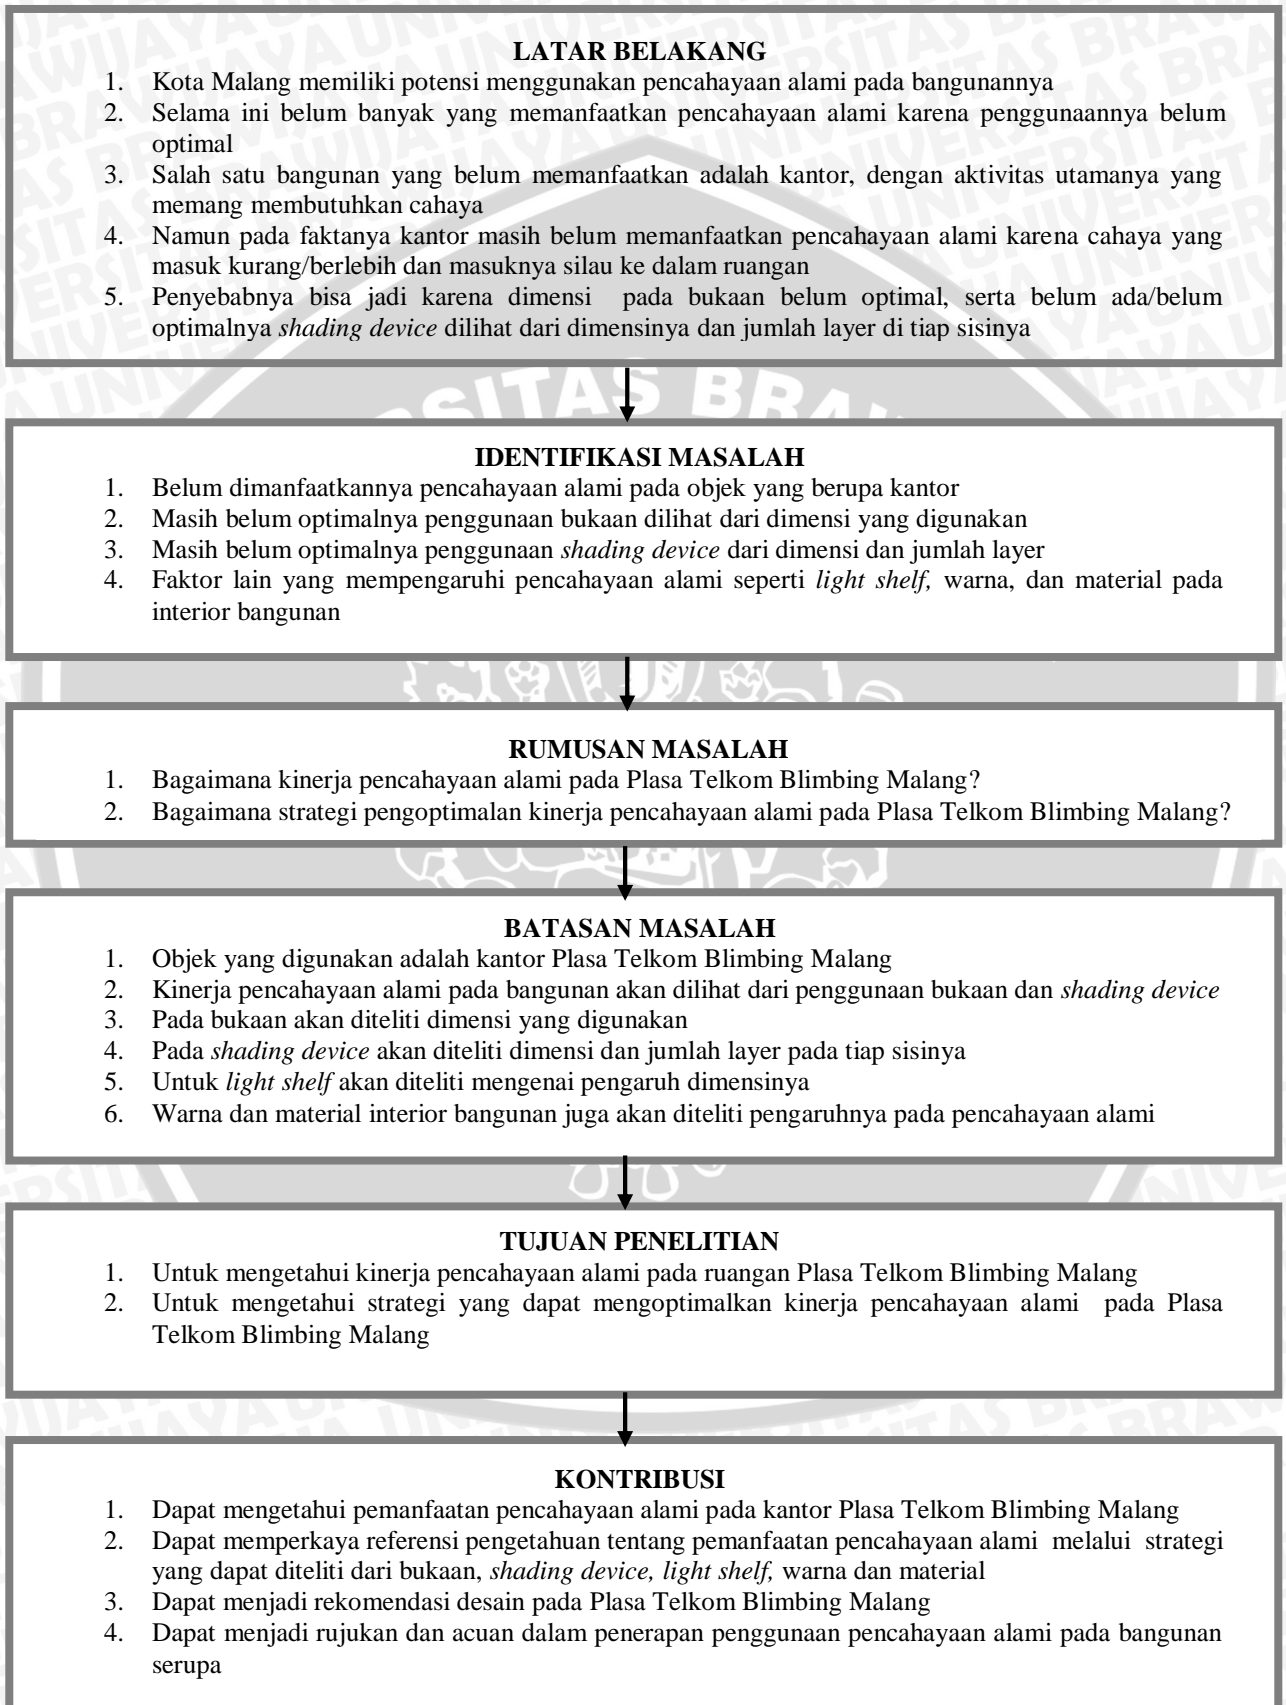 LATAR BELAKANG
1. Kota Malang memiliki potensi menggunakan pencahayaan alami pada bangunannya
2. Selama ini belum banyak yang memanfaatkan pencahayaan alami karena penggunaannya belum
optimal
3. Salah satu bangunan yang belum memanfaatkan adalah kantor, dengan aktivitas utamanya yang
memang membutuhkan cahaya
4. Namun pada faktanya kantor masih belum memanfaatkan pencahayaan alami karena cahaya yang
masuk kurang/berlebih dan masuknya silau ke dalam ruangan
5. Penyebabnya bisa jadi karena dimensi pada bukaan belum optimal, serta belum ada/belum
optimalnya shading device dilihat dari dimensinya dan jumlah layer di tiap sisinya
SITAS BRAW
IDENTIFIKASI MASALAH
1. Belum dimanfaatkannya pencahayaan alami pada objek yang berupa kantor
2. Masih belum optimalnya penggunaan bukaan dilihat dari dimensi yang digunakan
3. Masih belum optimalnya penggunaan shading device dari dimensi dan jumlah layer
4. Faktor lain yang mempengaruhi pencahayaan alami seperti light shelf, warna, dan material pada
interior bangunan
RUMUSAN MASALAH
1. Bagaimana kinerja pencahayaan alami pada Plasa Telkom Blimbing Malang?
2. Bagaimana strategi pengoptimalan kinerja pencahayaan alami pada Plasa Telkom Blimbing Malang?
BATASAN MASALAH
1. Objek yang digunakan adalah kantor Plasa Telkom Blimbing Malang
2. Kinerja pencahayaan alami pada bangunan akan dilihat dari penggunaan bukaan dan shading device
3. Pada bukaan akan diteliti dimensi yang digunakan
4. Pada shading device akan diteliti dimensi dan jumlah layer pada tiap sisinya
5. Untuk light shelf akan diteliti mengenai pengaruh dimensinya
6. Warna dan material interior bangunan juga akan diteliti pengaruhnya pada pencahayaan alami
TUJUAN PENELITIAN
1. Untuk mengetahui kinerja pencahayaan alami pada ruangan Plasa Telkom Blimbing Malang
2. Untuk mengetahui strategi yang dapat mengoptimalkan kinerja pencahayaan alami pada Plasa
Telkom Blimbing Malang
KONTRIBUSI
1. Dapat mengetahui pemanfaatan pencahayaan alami pada kantor Plasa Telkom Blimbing Malang
2. Dapat memperkaya referensi pengetahuan tentang pemanfaatan pencahayaan alami melalui strategi
yang dapat diteliti dari bukaan, shading device, light shelf, warna dan material
3. Dapat menjadi rekomendasi desain pada Plasa Telkom Blimbing Malang
4. Dapat menjadi rujukan dan acuan dalam penerapan penggunaan pencahayaan alami pada bangunan
serupa